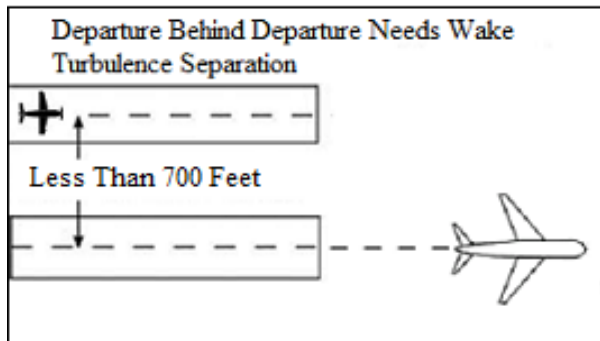 Departure Behind Departure Needs Wake
Turbulence Separation
Less Than 700 Feet